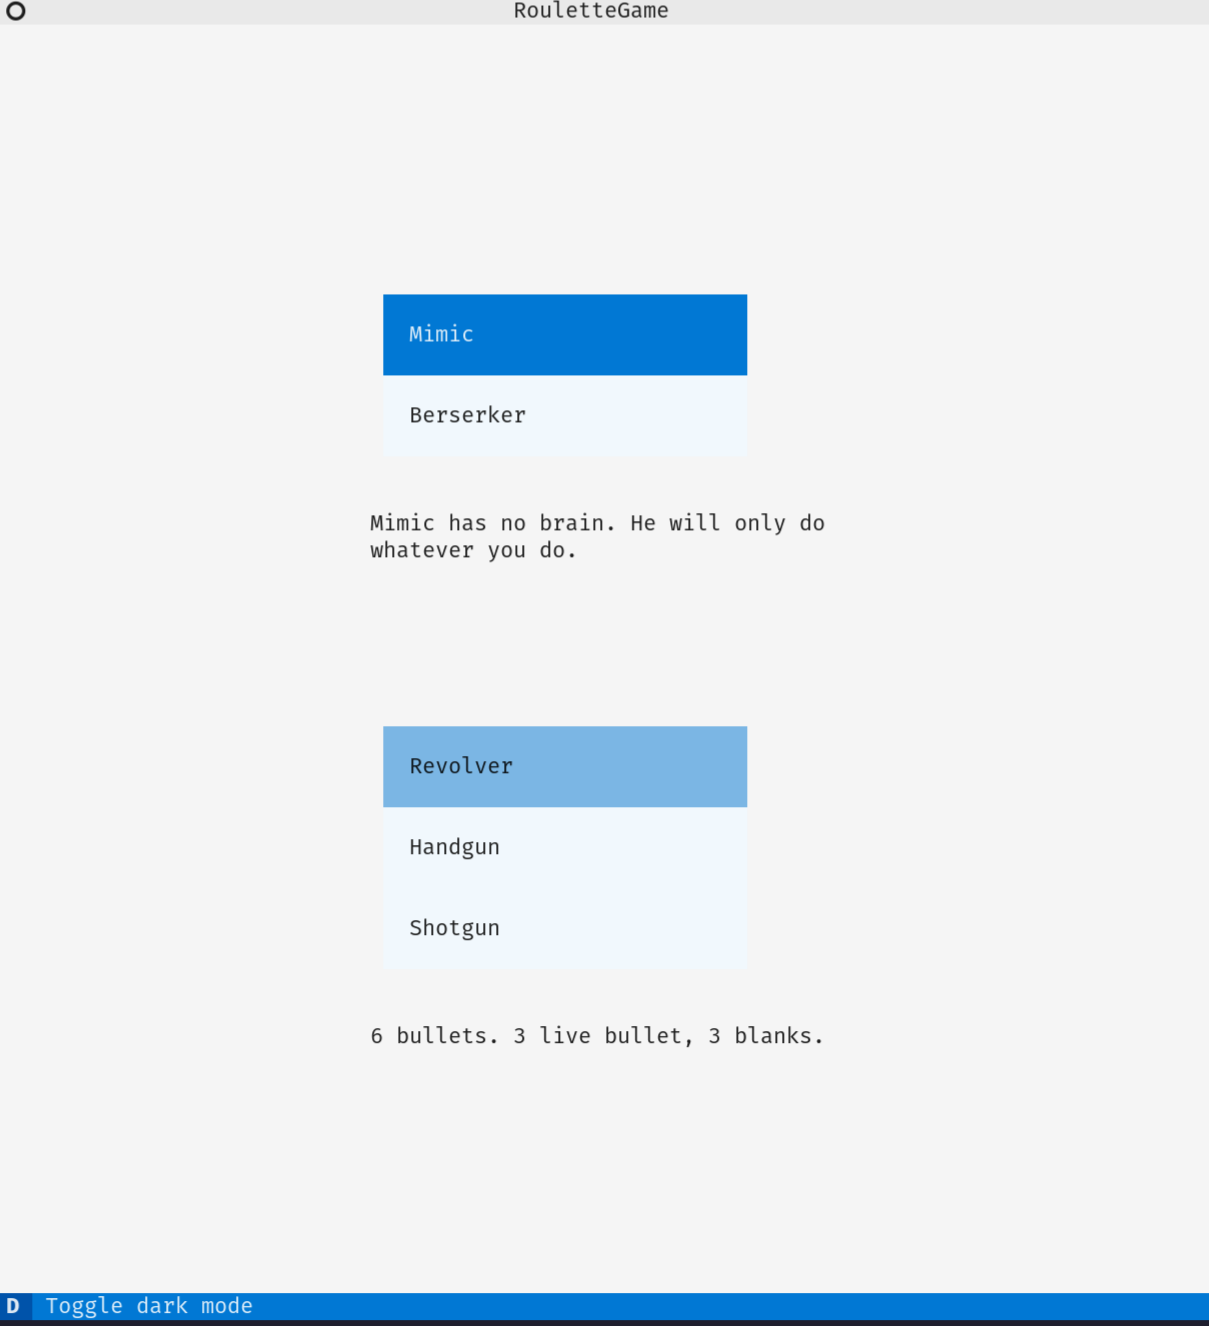 RouletteGame
Mimic
Berserker
Mimic has no brain. He will only do
whatever you do.
Revolver
Handgun
Shotgun
6 bullets. 3 live bullet, 3 blanks.
D Toggle dark mode